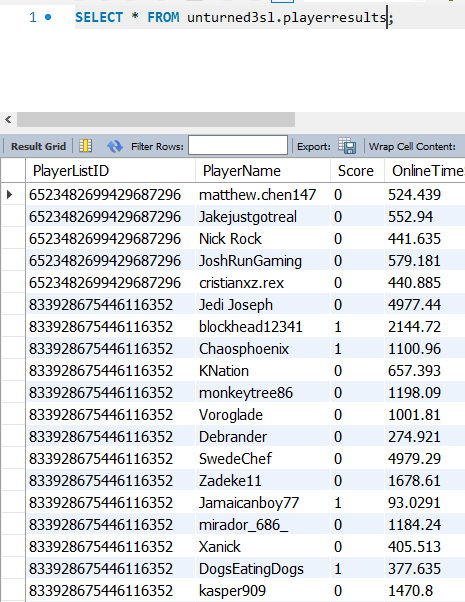 1 SELECT * FROM unturned3sl.playerresults;
Result Grid Filter Rows: Export: Wrap Cell Content:
PlayerListID PlayerName Score OnlineTime
6523482699429687296 matthew.chen147 0 524.439
6523482699429687296 Jakejustgotreal 0 552.94
6523482699429687296 Nick Rock 0 441.635
6523482699429687296 JoshRunGaming 0 579.181
6523482699429687296 cristianxz.rex 0 440.885
833928675446116352 Jedi Joseph 0 4977.44
833928675446116352 blockhead12341 1 2144.72
833928675446116352 Chaosphoenix 1 1100.96
833928675446116352 KNation 0 657.393
833928675446116352 monkeytree86 0 1198.09
833928675446116352 Voroglade 0 1001.81
833928675446116352 Debrander 0 274.921
833928675446116352 SwedeChef 0 4979.29
833928675446116352 Zadeke11 0 1678.61
833928675446116352 Jamaicanboy77 1 93.0291
833928675446116352 mirador_686_ 0 1184.24
833928675446116352 Xanick 0 405.513
833928675446116352 DogsEatingDogs 1 377.635
833928675446116352 kasper909 0 1470.8